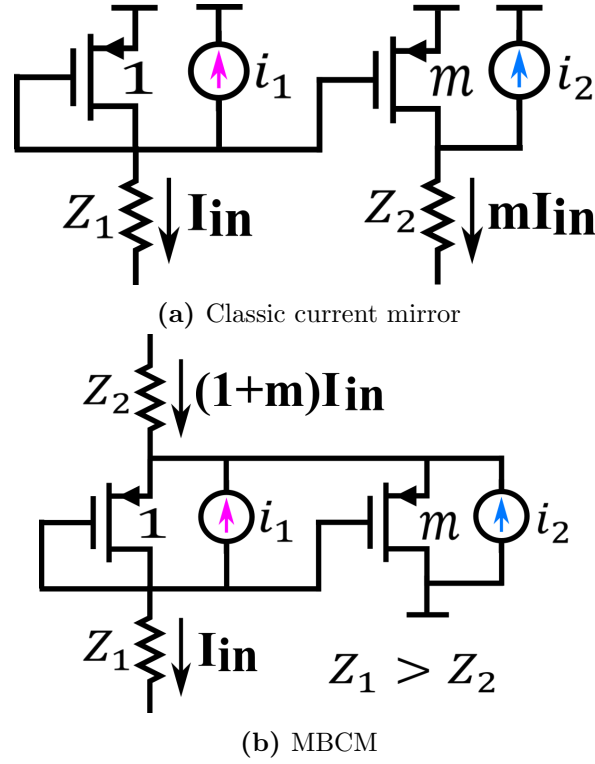 1 i₁ m i₂
Z₁ Iin Z₂ mIin
(a) Classic current mirror
Z₂ (1+m)Iin
1 i₁ m i₂
Z₁ Iin Z₁ > Z₂
(b) MBCM